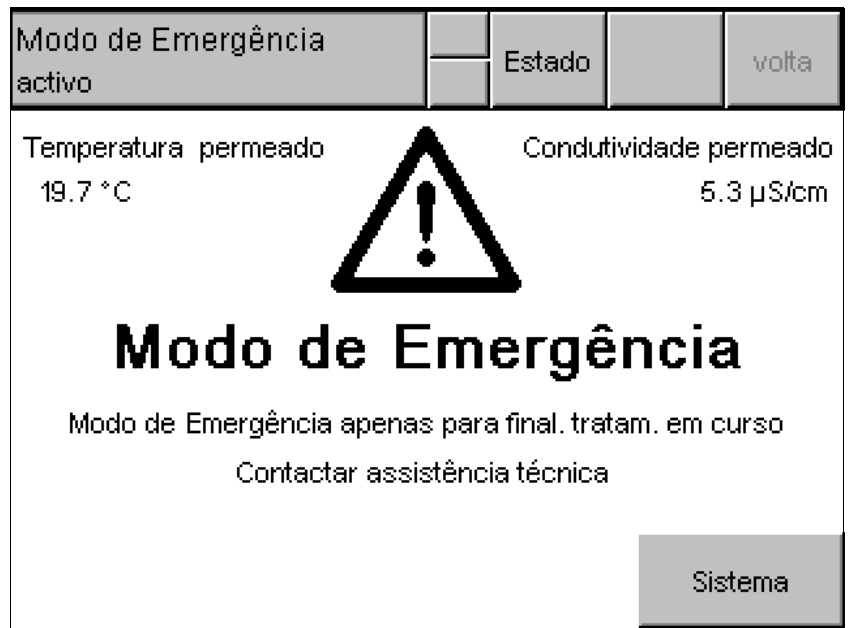 Modo de Emergência
activo
Estado
volta
Temperatura permeado
19.7 °C
Condutividade permeado
5.3 µS/cm
Modo de Emergência
Modo de Emergência apenas para final. tratam. em curso
Contactar assistência técnica
Sistema